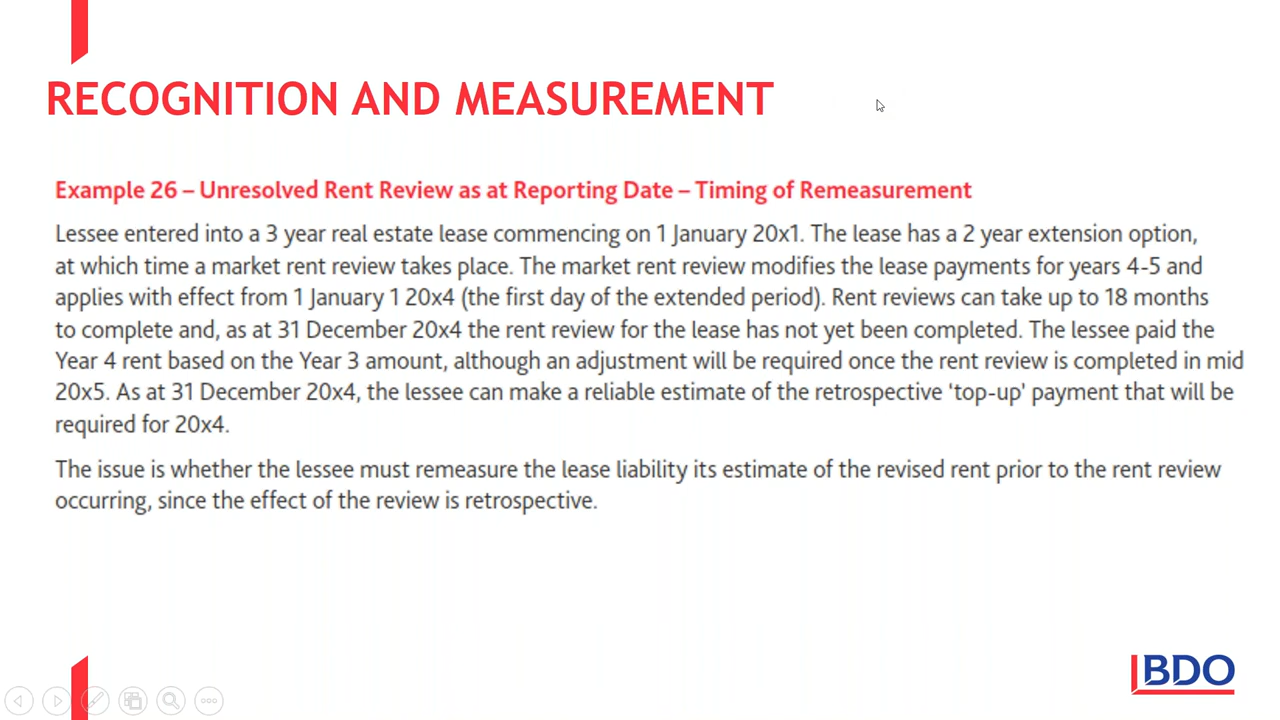 RECOGNITION AND MEASUREMENT
Example 26 – Unresolved Rent Review as at Reporting Date – Timing of Remeasurement
Lessee entered into a 3 year real estate lease commencing on 1 January 20x1. The lease has a 2 year extension option,
at which time a market rent review takes place. The market rent review modifies the lease payments for years 4-5 and
applies with effect from 1 January 1 20x4 (the first day of the extended period). Rent reviews can take up to 18 months
to complete and, as at 31 December 20x4 the rent review for the lease has not yet been completed. The lessee paid the
Year 4 rent based on the Year 3 amount, although an adjustment will be required once the rent review is completed in mid
20x5. As at 31 December 20x4, the lessee can make a reliable estimate of the retrospective 'top-up' payment that will be
required for 20x4.
The issue is whether the lessee must remeasure the lease liability its estimate of the revised rent prior to the rent review
occurring, since the effect of the review is retrospective.
BDO